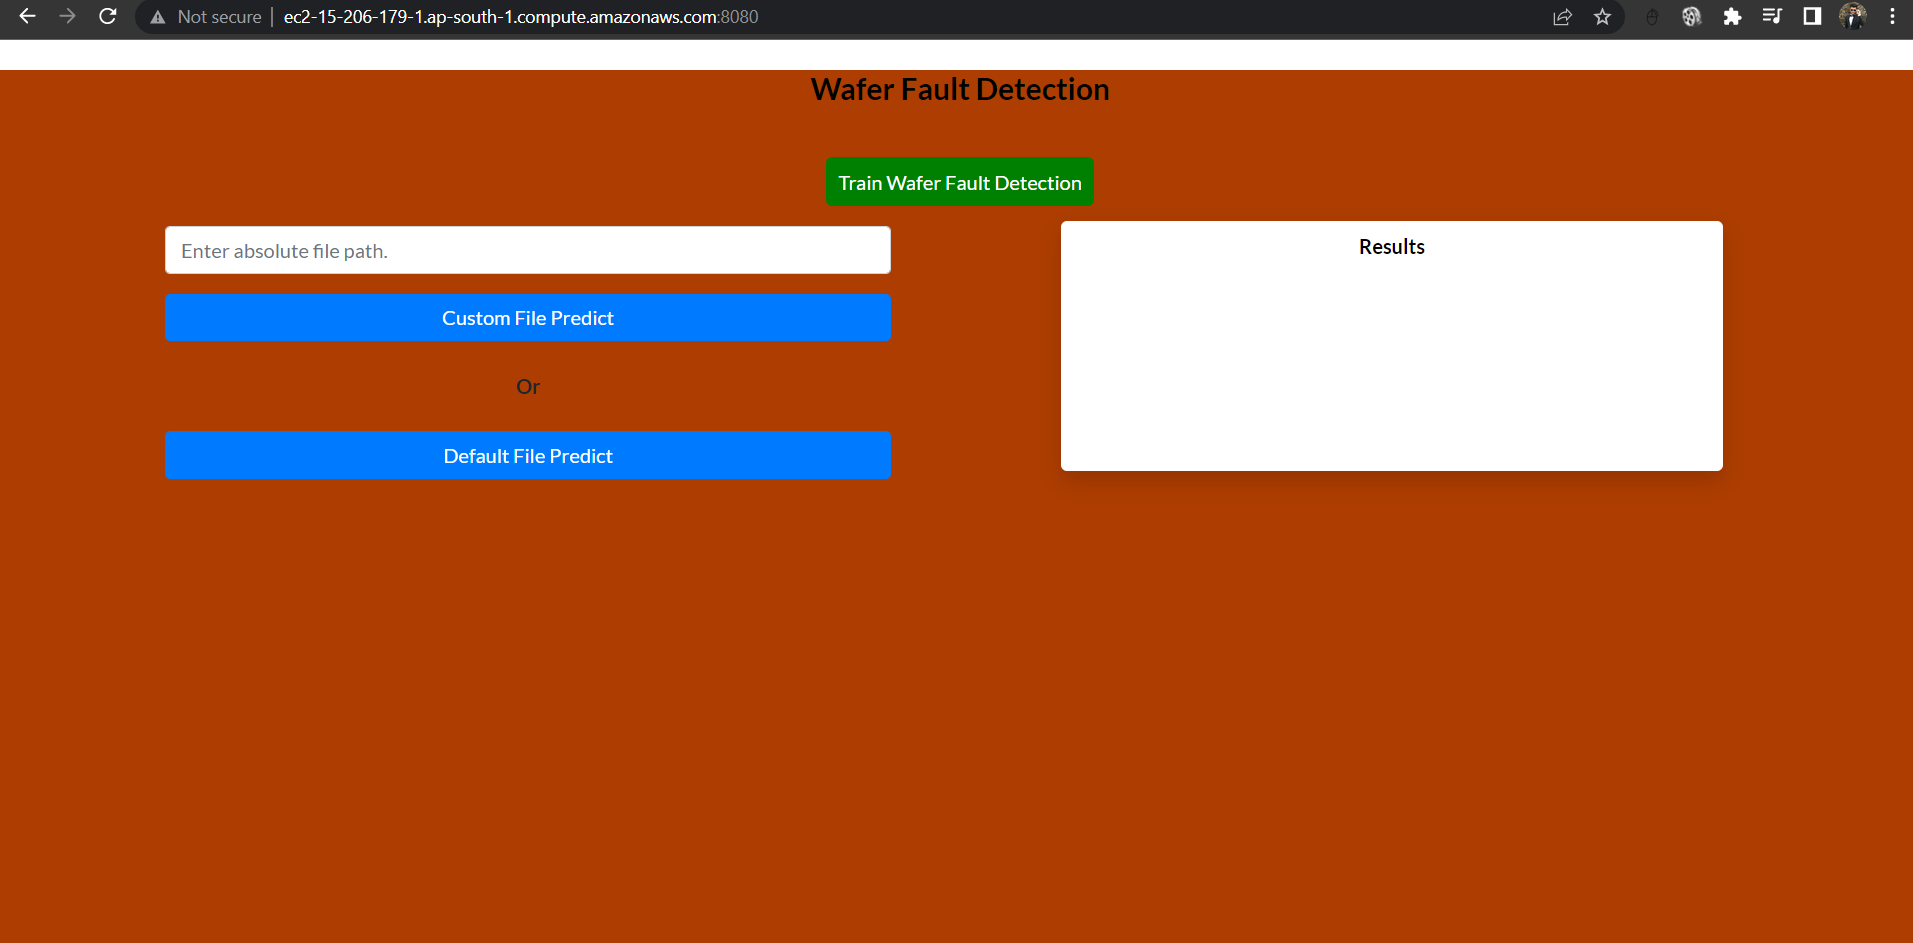 Not secure | ec2-15-206-179-1.ap-south-1.compute.amazonaws.com:8080
Wafer Fault Detection
Train Wafer Fault Detection
Enter absolute file path.
Custom File Predict
Or
Default File Predict
Results